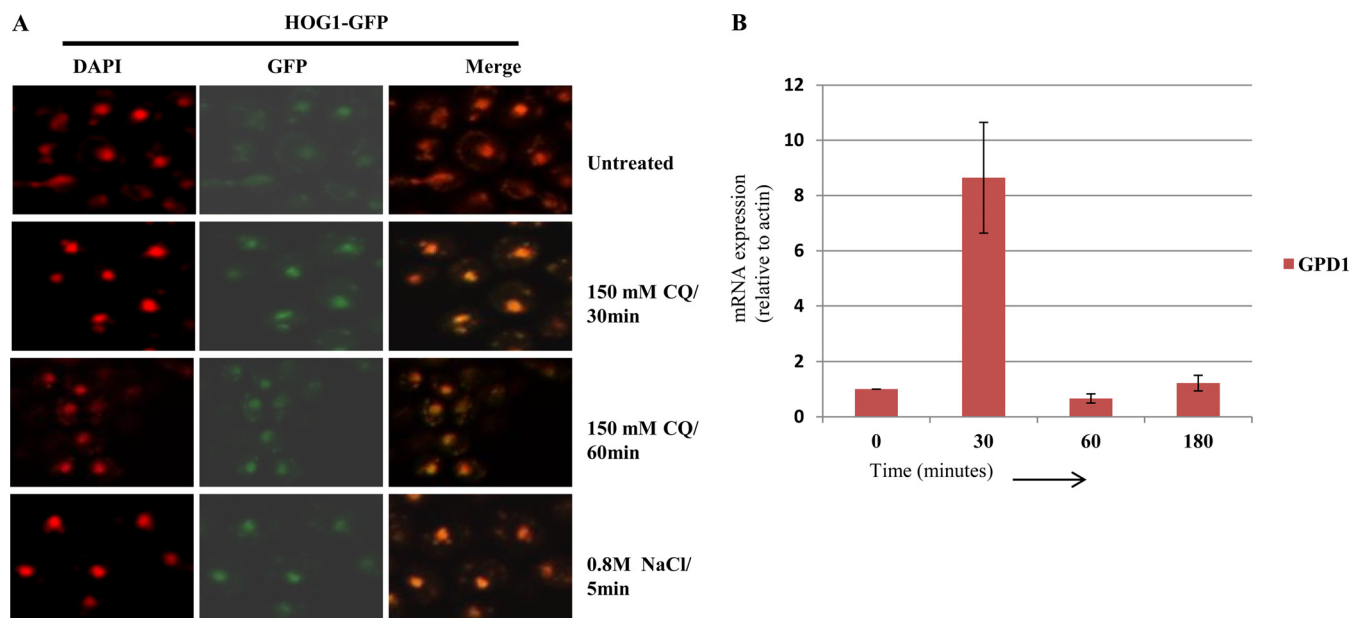 A
HOG1-GFP
DAPI GFP Merge
Untreated
150 mM CQ/
30min
150 mM CQ/
60min
0.8M NaCl/
5min
B
mRNA expression
(relative to actin)
12
10
8
6
4
2
0
0 30 60 180
Time (minutes)
GPD1